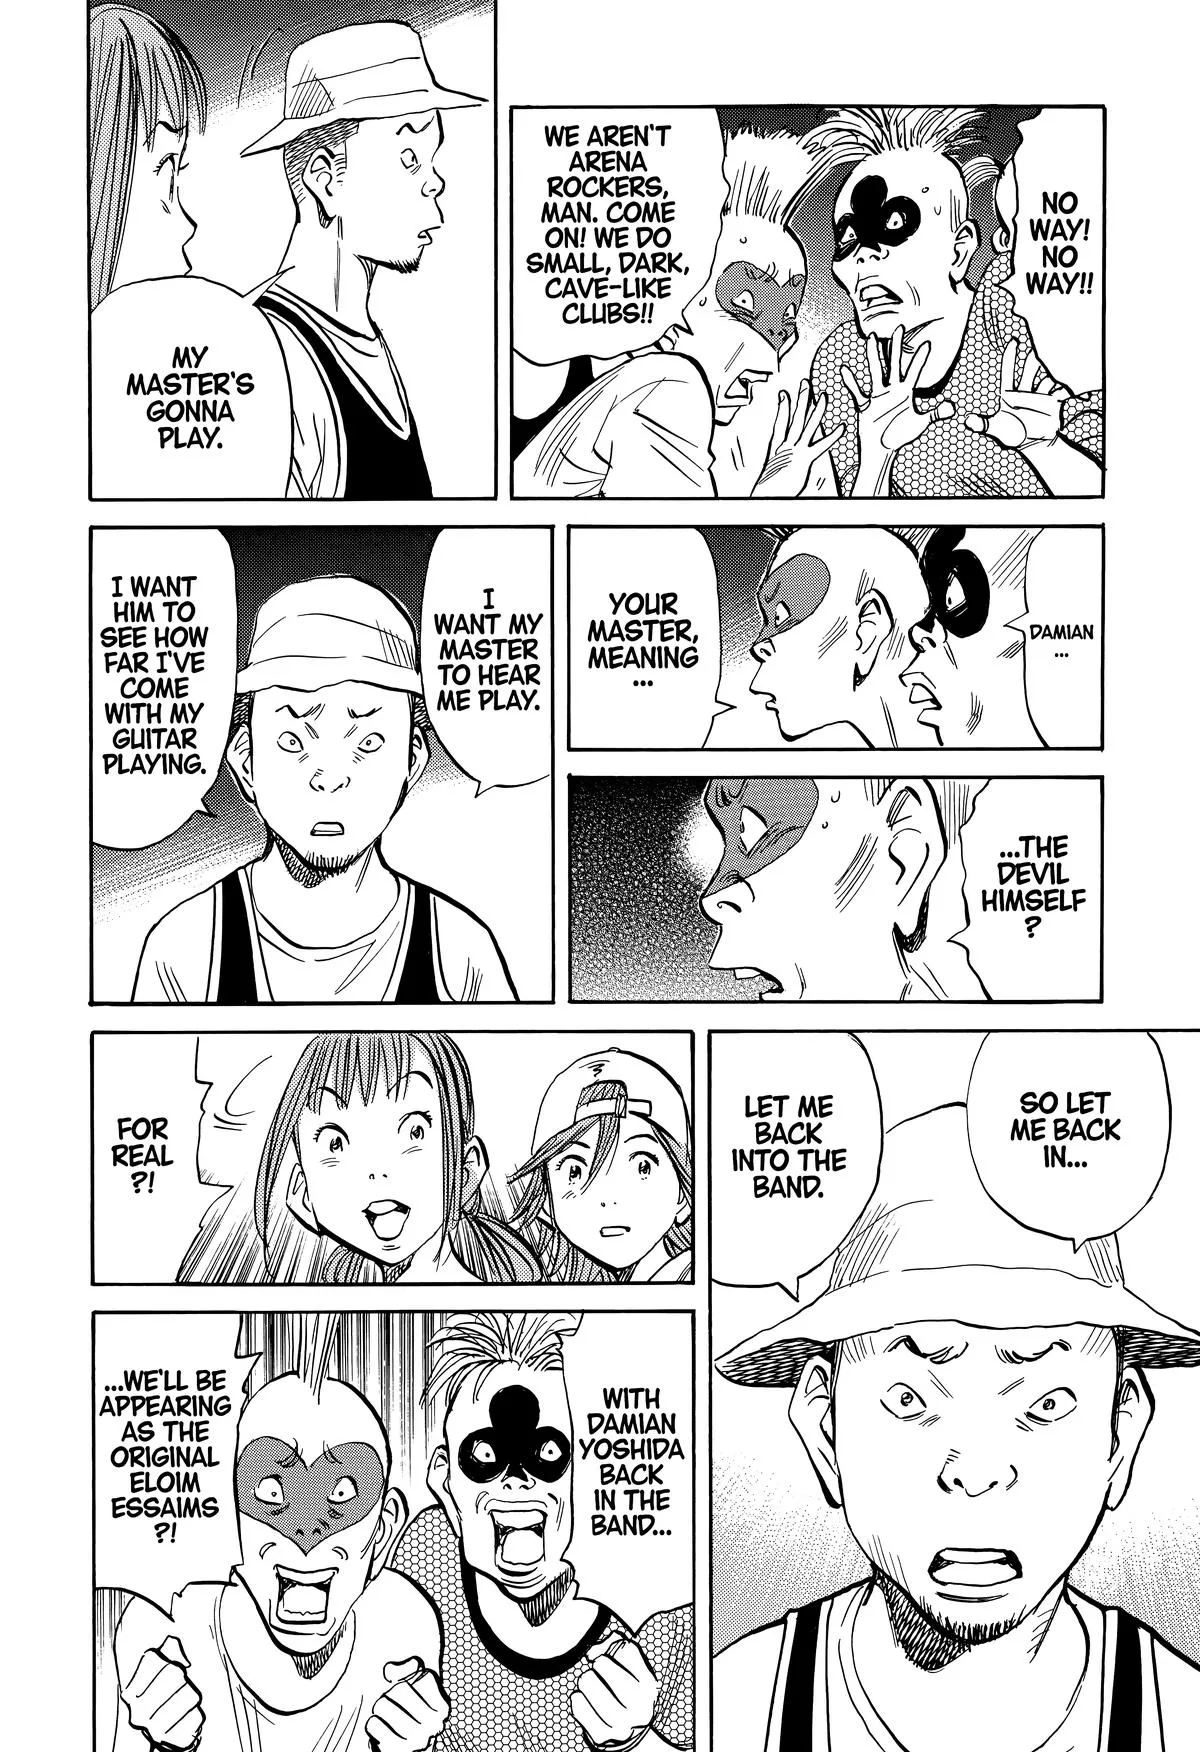 NO
WAY!
NO
WAY!!
WE AREN'T
ARENA
ROCKERS,
MAN. COME
ON! WE DO
SMALL, DARK,
CAVE-LIKE
CLUBS!!
MY
MASTER'S
GONNA
PLAY.
DAMIAN
...
YOUR
MASTER,
MEANING
...
...THE
DEVIL
HIMSELF
?
I
WANT MY
MASTER
TO HEAR
ME PLAY.
I WANT
HIM TO
SEE HOW
FAR I'VE
COME
WITH MY
GUITAR
PLAYING.
SO LET
ME BACK
IN...
LET ME
BACK
INTO THE
BAND.
FOR
REAL
?!
WITH
DAMIAN
YOSHIDA
BACK
IN THE
BAND...
...WE'LL BE
APPEARING
AS THE
ORIGINAL
ELOIM
ESSAIMS
?!